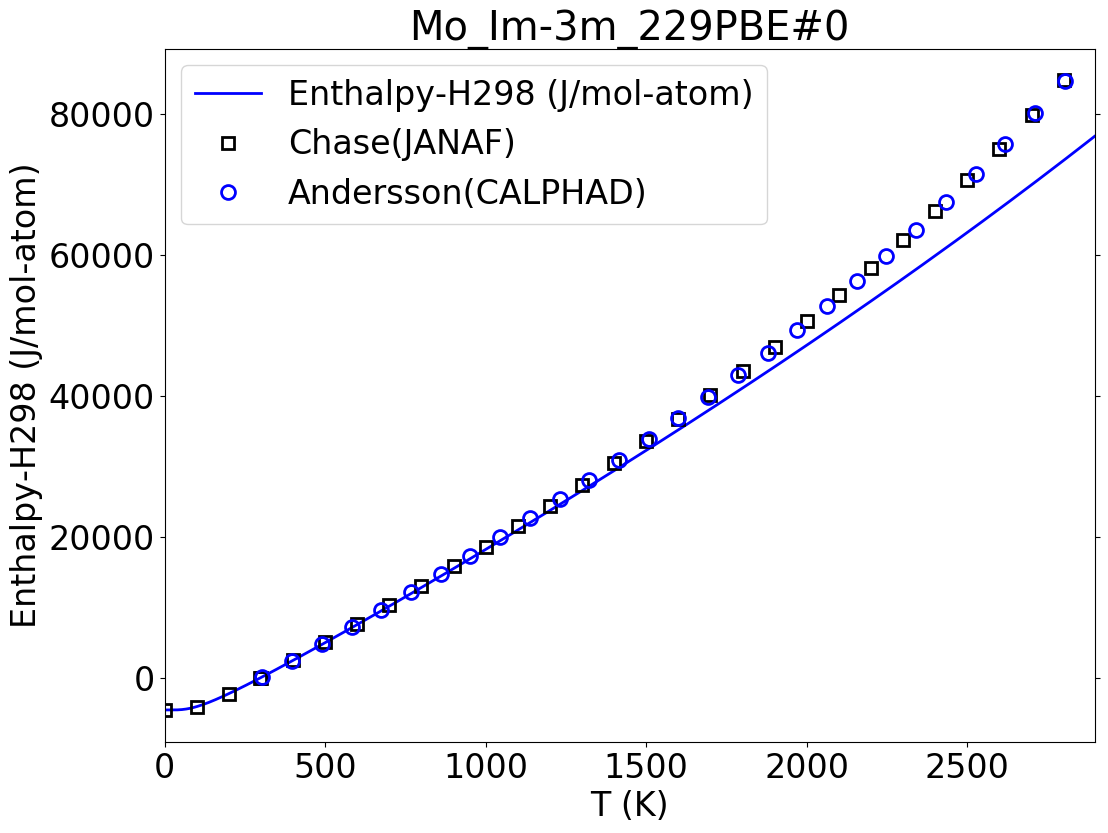 Mo_Im-3m_229PBE#0
Enthalpy-H298 (J/mol-atom)
Chase(JANAF)
Andersson(CALPHAD)
Enthalpy-H298 (J/mol-atom)
80000
60000
40000
20000
0
0 500 1000 1500 2000 2500
T (K)